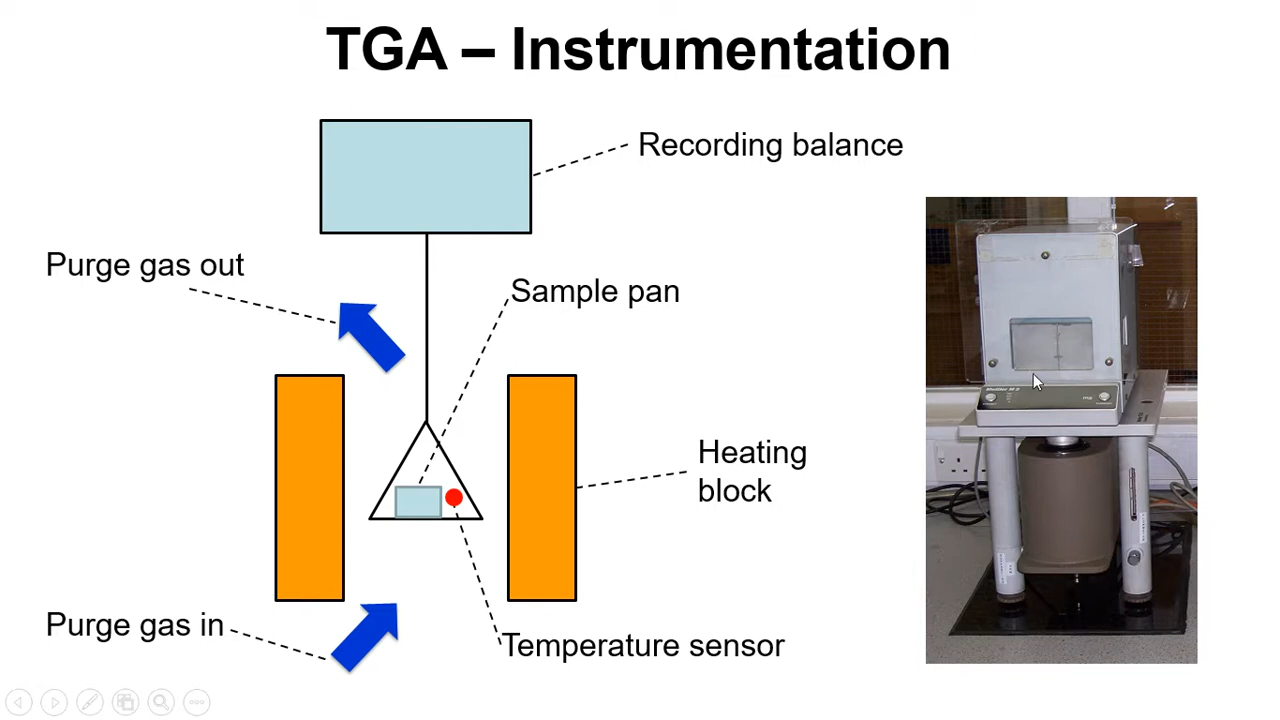 TGA – Instrumentation
Recording balance
Purge gas out
Sample pan
Heating
block
Purge gas in
Temperature sensor